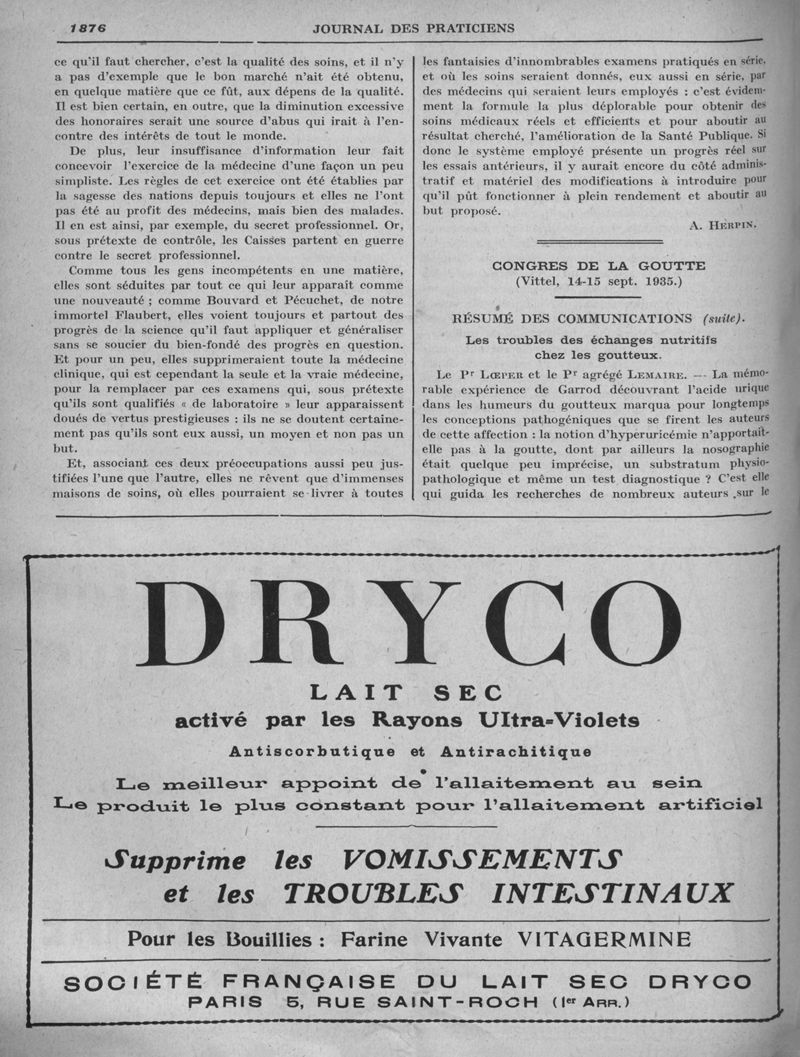 1876
JOURNAL DES PRATICIENS
ce qu'il faut chercher, c'est la qualité des soins, et il n'y
a pas d'exemple que le bon marché n'ait été obtenu,
en quelque matière que ce fût, aux dépens de la qualité.
Il est bien certain, en outre, que la diminution excessive
des honoraires serait une source d'abus qui irait à l'en-
contre des intérêts de tout le monde.
De plus, leur insuffisance d'information leur fait
concevoir l'exercice de la médecine d'une façon un peu
simpliste. Les règles de cet exercice ont été établies par
la sagesse des nations depuis toujours et elles ne l'ont
pas été au profit des médecins, mais bien des malades.
Il en est ainsi, par exemple, du secret professionnel. Or,
sous prétexte de contrôle, les Caisses partent en guerre
contre le secret professionnel.
Comme tous les gens incompétents en une matière,
elles sont séduites par tout ce qui leur apparaît comme
une nouveauté ; comme Bouvard et Pécuchet, de notre
immortel Flaubert, elles voient toujours et partout des
progrès de la science qu'il faut appliquer et généraliser
sans se soucier du bien-fondé des progrès en question.
Et pour un peu, elles supprimeraient toute la médecine
clinique, qui est cependant la seule et la vraie médecine,
pour la remplacer par ces examens qui, sous prétexte
qu'ils sont qualifiés « de laboratoire » leur apparaissent
doués de vertus prestigieuses : ils ne se doutent certaine-
ment pas qu'ils sont eux aussi, un moyen et non pas un
but.
Et, associant ces deux préoccupations aussi peu jus-
tifiées l'une que l'autre, elles ne rêvent que d'immenses
maisons de soins, où elles pourraient se livrer à toutes
les fantaisies d'innombrables examens pratiqués en série,
et où les soins seraient donnés, eux aussi en série, par
des médecins qui seraient leurs employés : c'est évidem-
ment la formule la plus déplorable pour obtenir des
soins médicaux réels et efficients et pour aboutir au
résultat cherché, l'amélioration de la Santé Publique. Si
donc le système employé présente un progrès réel sur
les essais antérieurs, il y aurait encore du côté adminis-
tratif et matériel des modifications à introduire pour
qu'il pût fonctionner à plein rendement et aboutir au
but proposé.
A. HERPIN.
CONGRES DE LA GOUTTE
(Vittel, 14-15 sept. 1935.)
RÉSUMÉ DES COMMUNICATIONS (suite).
Les troubles des échanges nutritifs
chez les goutteux.
Le Pr LŒPER et le Pr agrégé LEMAIRE. — La mémo-
rable expérience de Garrod découvrant l'acide urique
dans les humeurs du goutteux marqua pour longtemps
les conceptions pathogéniques que se firent les auteurs
de cette affection : la notion d'hyperuricémie n'apportait-
elle pas à la goutte, dont par ailleurs la nosographie
était quelque peu imprécise, un substratum physio-
pathologique et même un test diagnostique ? C'est elle
qui guida les recherches de nombreux auteurs sur le
DRYCO
LAIT SEC
activé par les Rayons Ultra-Violets
Antiscorbutique et Antirachitique
Le meilleur appoint de l'allaitement au sein
Le produit le plus constant pour l'allaitement artificiel
Supprime les VOMISSEMENTS
et les TROUBLES INTESTINAUX
Pour les Bouillies : Farine Vivante VITAGERMINE
SOCIÉTÉ FRANÇAISE DU LAIT SEC DRYCO
PARIS 5, RUE SAINT-ROCH (Ier ARR.)